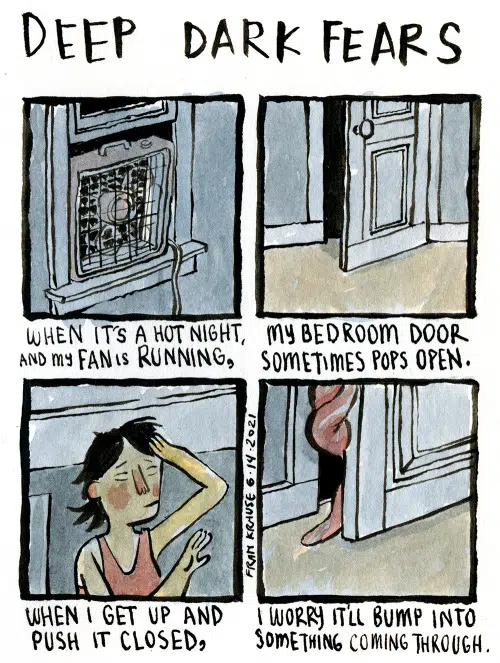 DEEP DARK FEARS
WHEN IT'S A HOT NIGHT,
AND MY FAN IS RUNNING,
MY BEDROOM DOOR
SOMETIMES POPS OPEN.
WHEN I GET UP AND
PUSH IT CLOSED,
FRAN KRAUSE 6·14·2021
I WORRY IT'LL BUMP INTO
SOMETHING COMING THROUGH.